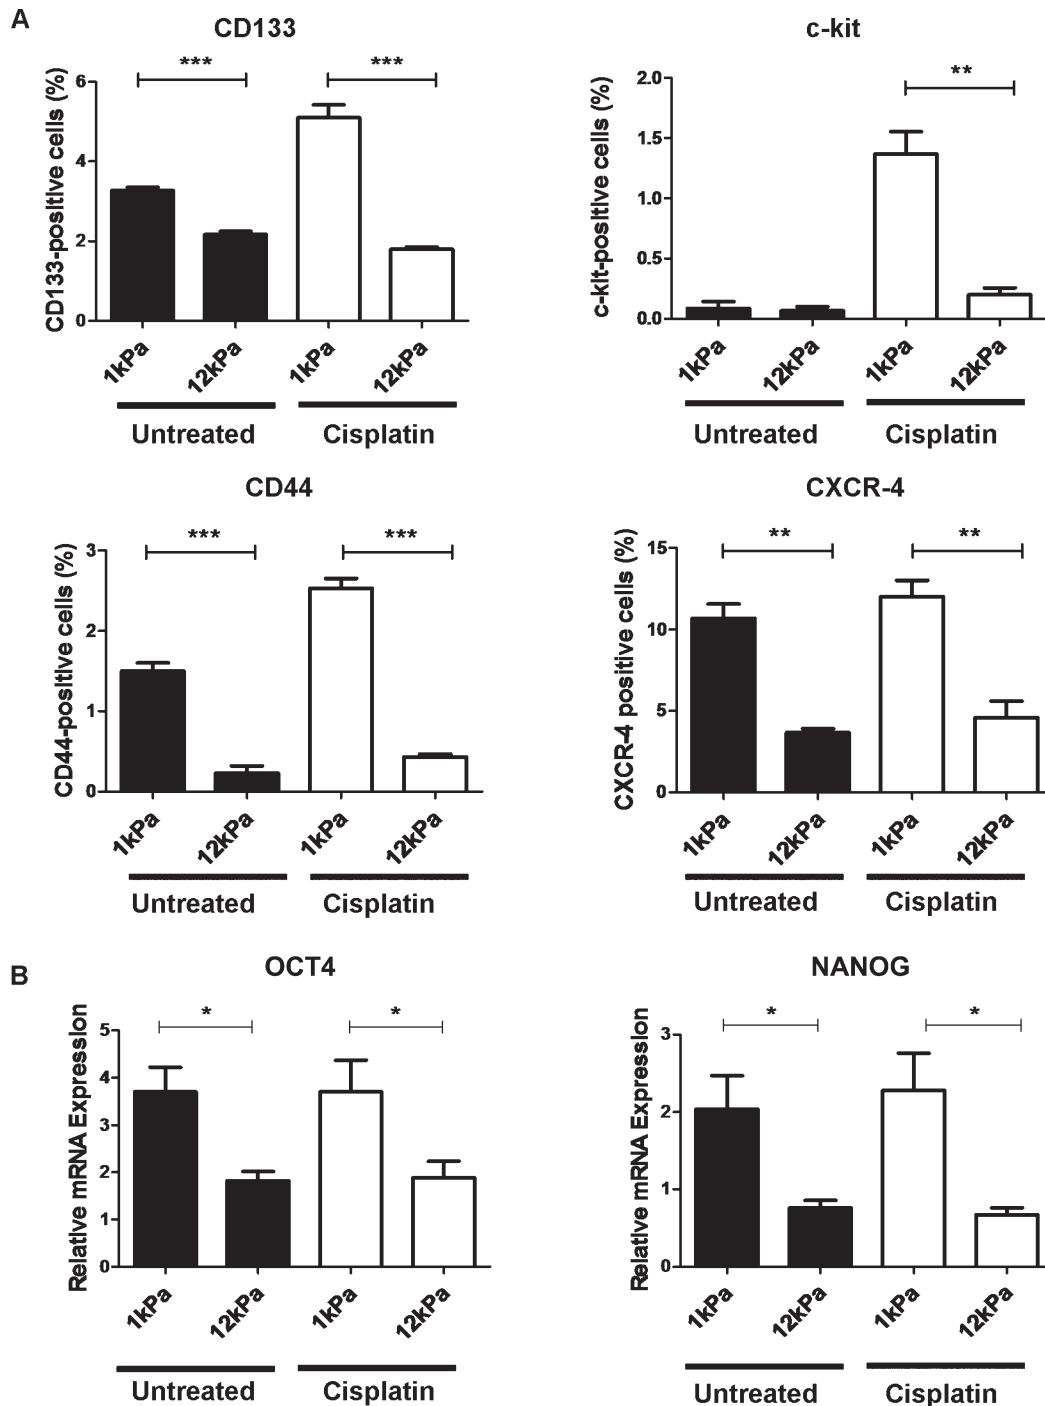 A
CD133
***
***
CD133-positive cells (%)
6
4
2
0
1kPa
12kPa
1kPa
12kPa
Untreated
Cisplatin
c-kit
**
c-kit-positive cells (%)
2.0
1.5
1.0
0.5
0.0
1kPa
12kPa
1kPa
12kPa
Untreated
Cisplatin
CD44
***
***
CD44-positive cells (%)
3
2
1
0
1kPa
12kPa
1kPa
12kPa
Untreated
Cisplatin
CXCR-4
**
**
CXCR-4 positive cells (%)
15
10
5
0
1kPa
12kPa
1kPa
12kPa
Untreated
Cisplatin
B
OCT4
*
*
Relative mRNA Expression
5
4
3
2
1
0
1kPa
12kPa
1kPa
12kPa
Untreated
Cisplatin
NANOG
*
*
Relative mRNA Expression
3
2
1
0
1kPa
12kPa
1kPa
12kPa
Untreated
Cisplatin